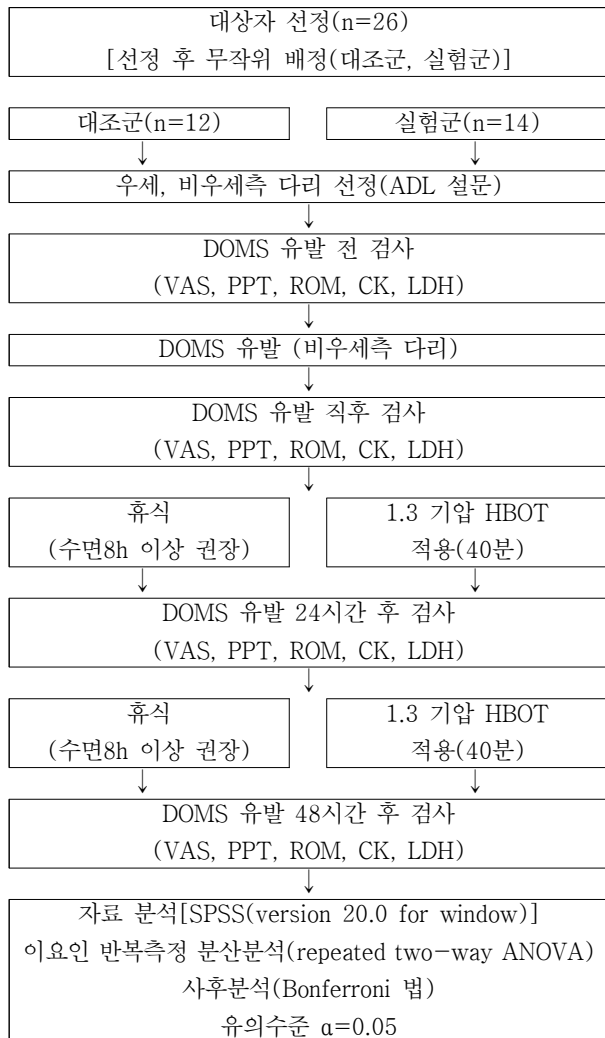 대상자 선정(n=26)
[선정 후 무작위 배정(대조군, 실험군)]
대조군(n=12)
실험군(n=14)
우세, 비우세측 다리 선정(ADL 설문)
DOMS 유발 전 검사
(VAS, PPT, ROM, CK, LDH)
DOMS 유발 (비우세측 다리)
DOMS 유발 직후 검사
(VAS, PPT, ROM, CK, LDH)
휴식
(수면8h 이상 권장)
1.3 기압 HBOT
적용(40분)
DOMS 유발 24시간 후 검사
(VAS, PPT, ROM, CK, LDH)
휴식
(수면8h 이상 권장)
1.3 기압 HBOT
적용(40분)
DOMS 유발 48시간 후 검사
(VAS, PPT, ROM, CK, LDH)
자료 분석[SPSS(version 20.0 for window)]
이요인 반복측정 분산분석(repeated two-way ANOVA)
사후분석(Bonferroni 법)
유의수준 α=0.05